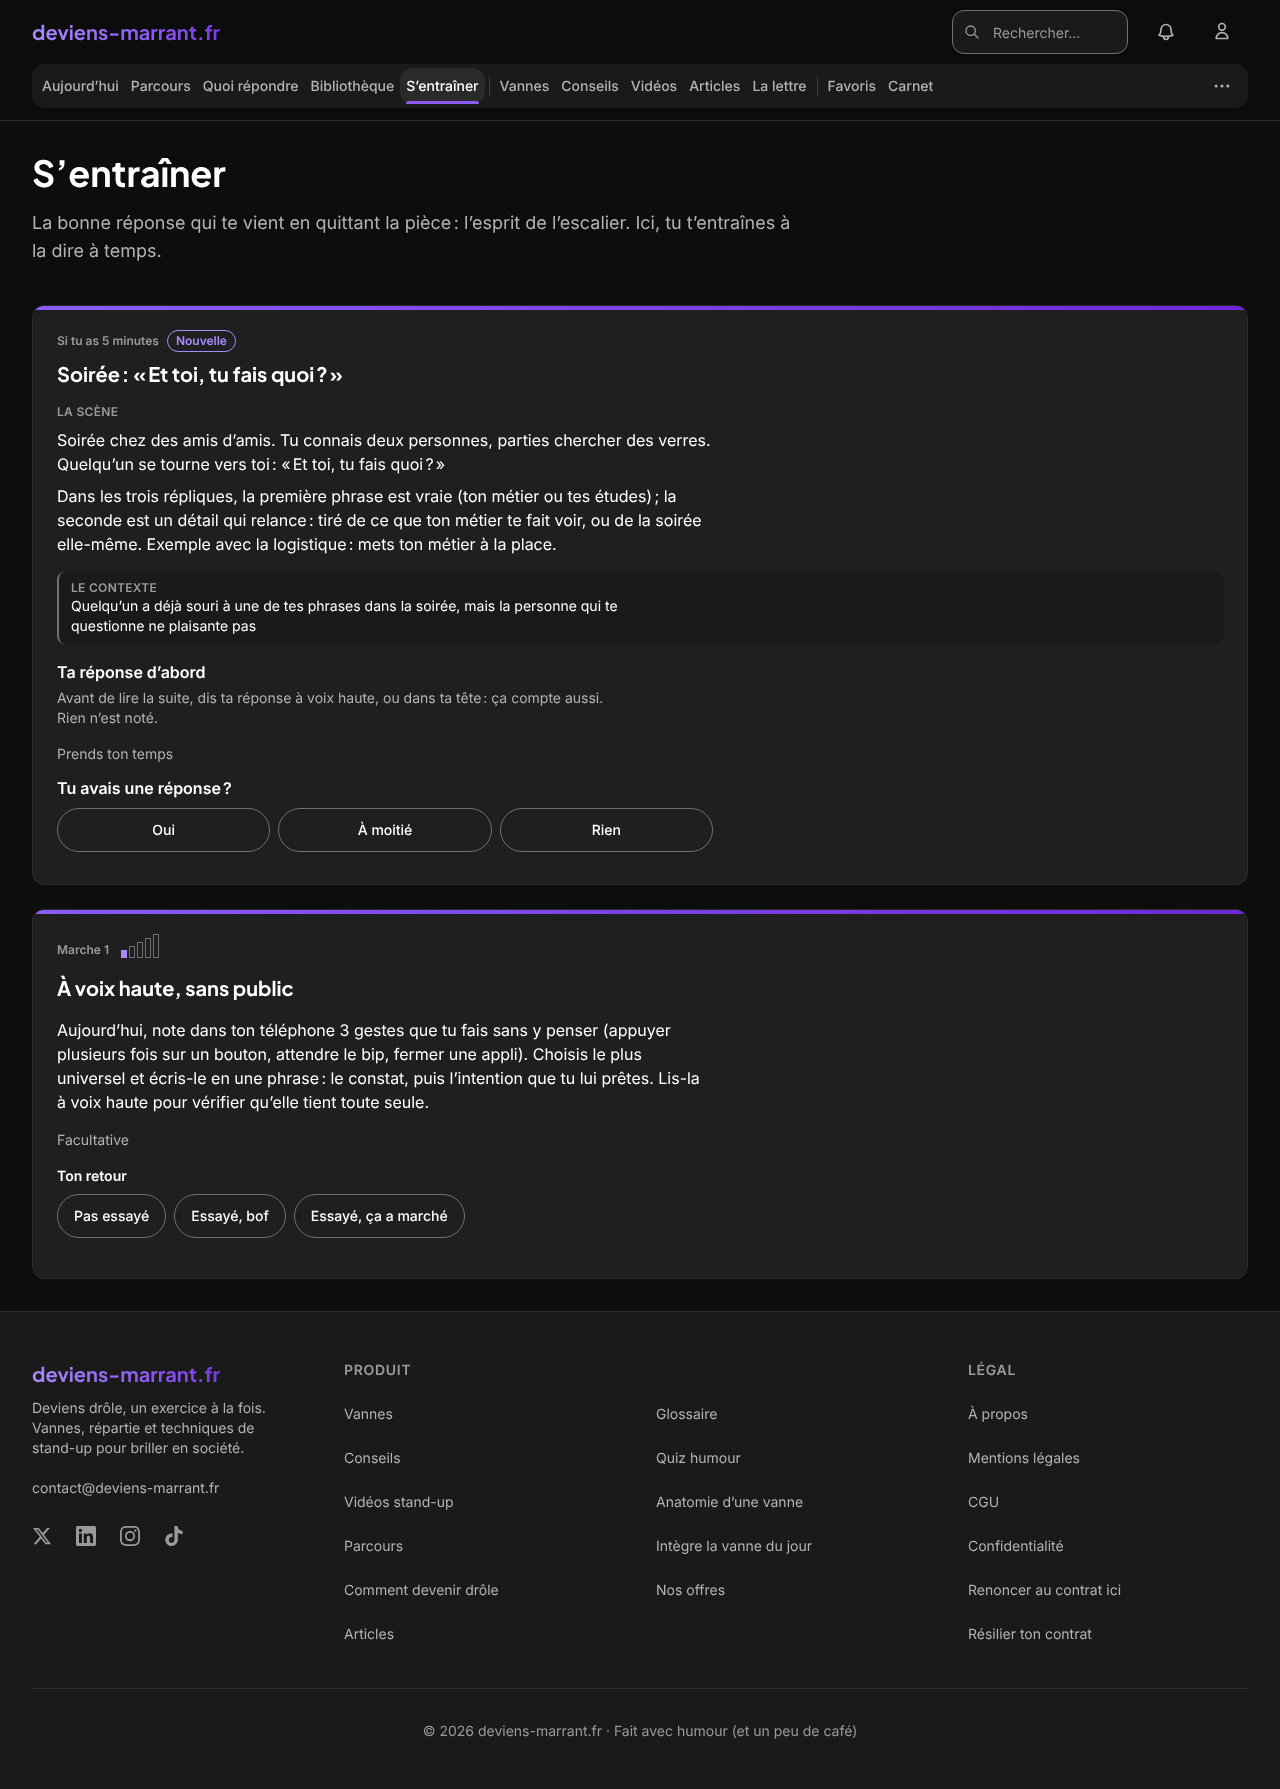 deviens-marrant.fr
Rechercher...
Aujourd’hui Parcours Quoi répondre Bibliothèque S’entraîner Vannes Conseils Vidéos Articles La lettre Favoris Carnet
S’entraîner
La bonne réponse qui te vient en quittant la pièce : l’esprit de l’escalier. Ici, tu t’entraînes à
la dire à temps.
Si tu as 5 minutes Nouvelle
Soirée : « Et toi, tu fais quoi ? »
LA SCÈNE
Soirée chez des amis d’amis. Tu connais deux personnes, parties chercher des verres.
Quelqu’un se tourne vers toi : « Et toi, tu fais quoi ? »
Dans les trois répliques, la première phrase est vraie (ton métier ou tes études) ; la
seconde est un détail qui relance : tiré de ce que ton métier te fait voir, ou de la soirée
elle-même. Exemple avec la logistique : mets ton métier à la place.
LE CONTEXTE
Quelqu’un a déjà souri à une de tes phrases dans la soirée, mais la personne qui te
questionne ne plaisante pas
Ta réponse d’abord
Avant de lire la suite, dis ta réponse à voix haute, ou dans ta tête : ça compte aussi.
Rien n’est noté.
Prends ton temps
Tu avais une réponse ?
Oui À moitié Rien
Marche 1
À voix haute, sans public
Aujourd’hui, note dans ton téléphone 3 gestes que tu fais sans y penser (appuyer
plusieurs fois sur un bouton, attendre le bip, fermer une appli). Choisis le plus
universel et écris-le en une phrase : le constat, puis l’intention que tu lui prêtes. Lis-la
à voix haute pour vérifier qu’elle tient toute seule.
Facultative
Ton retour
Pas essayé Essayé, bof Essayé, ça a marché
deviens-marrant.fr
Deviens drôle, un exercice à la fois.
Vannes, répartie et techniques de
stand-up pour briller en société.
contact@deviens-marrant.fr
PRODUIT
Vannes
Conseils
Vidéos stand-up
Parcours
Comment devenir drôle
Articles
Glossaire
Quiz humour
Anatomie d’une vanne
Intègre la vanne du jour
Nos offres
LÉGAL
À propos
Mentions légales
CGU
Confidentialité
Renoncer au contrat ici
Résilier ton contrat
© 2026 deviens-marrant.fr · Fait avec humour (et un peu de café)